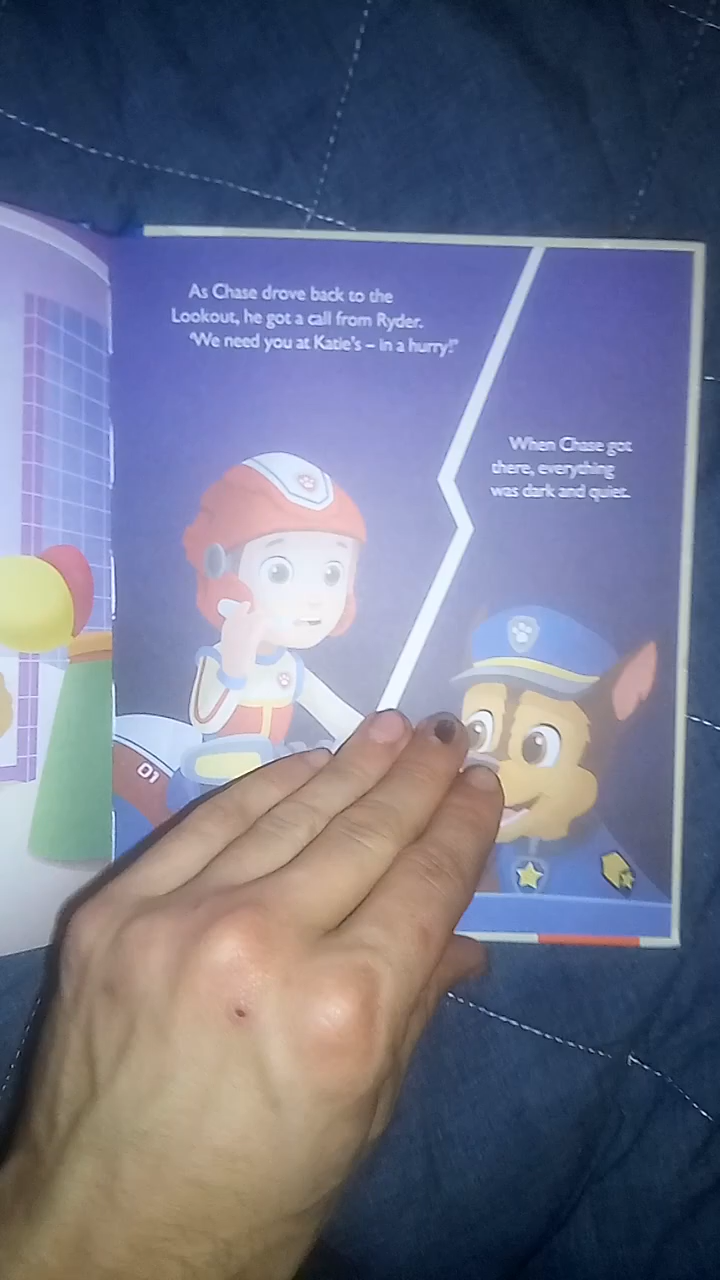 As Chase drove back to the
Lookout, he got a call from Ryder.
‘We need you at Katie's – in a hurry!’
When Chase got
there, everything
was dark and quiet.
01